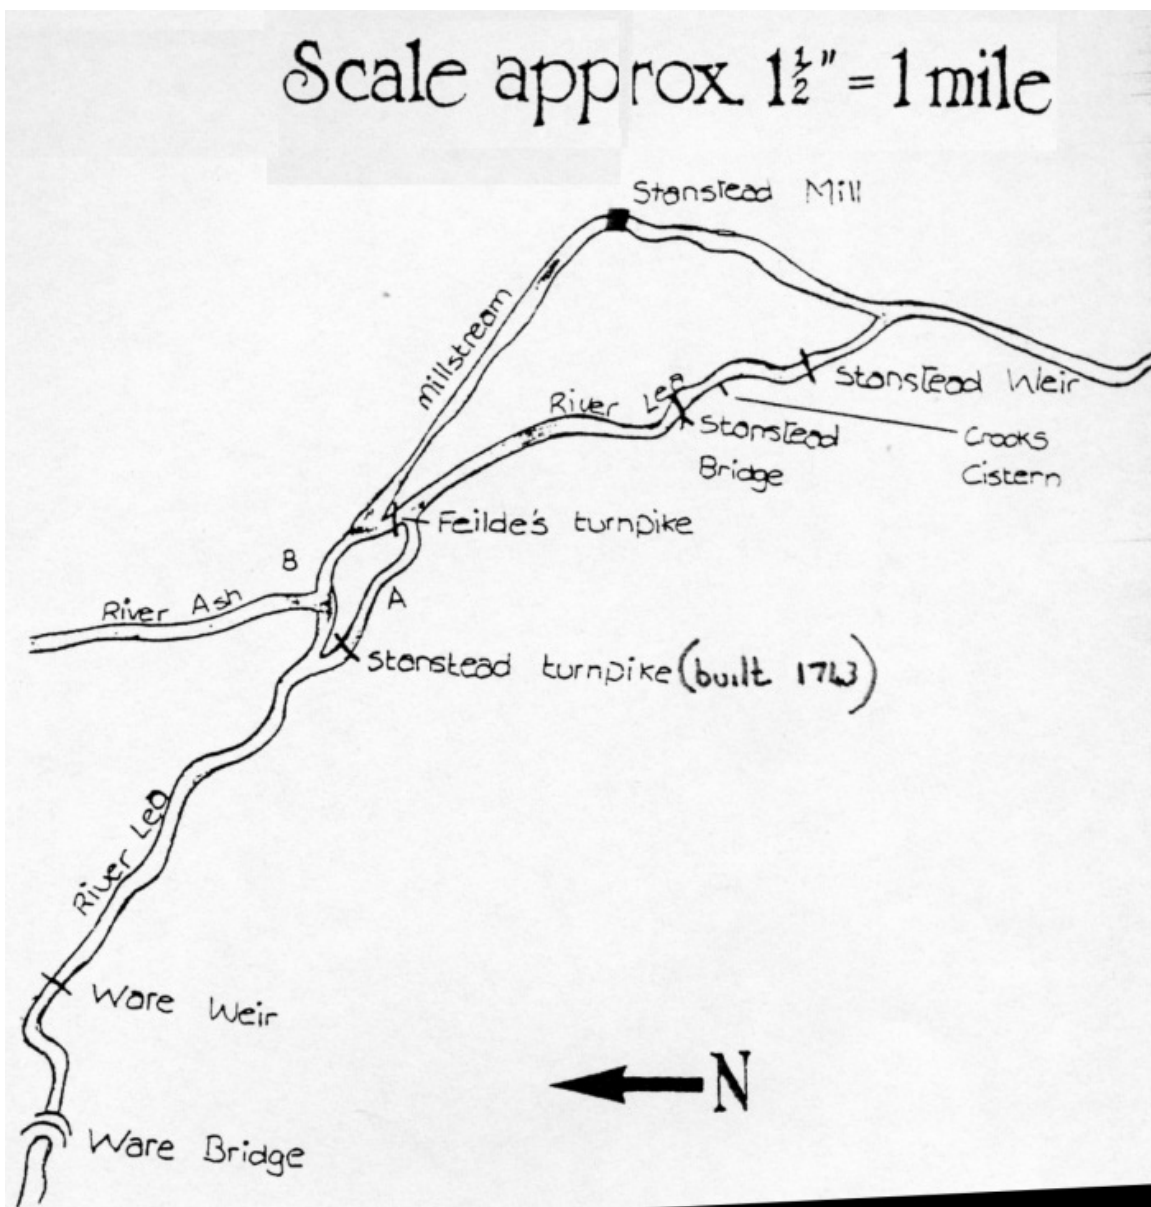 Scale approx. 1½" = 1 mile
Stanstead Mill
Millstream
River Lea
Stanstead Weir
Stanstead
Bridge
Crooks
Cistern
Feilde's turnpike
B
River Ash
A
Stanstead turnpike (built 1743)
River Lea
Ware Weir
N
Ware Bridge